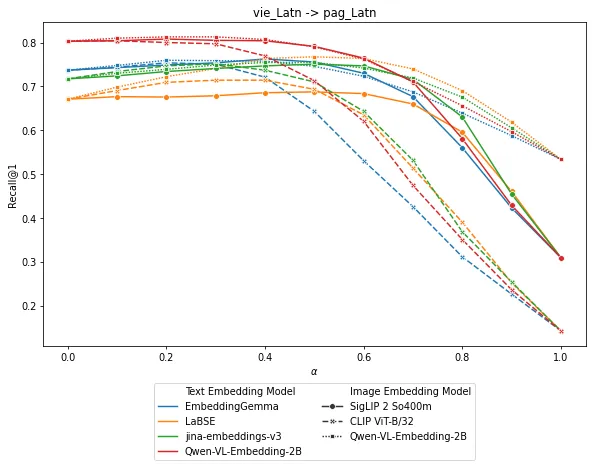 vie_Latn -> pag_Latn
Recall@1
0.8
0.7
0.6
0.5
0.4
0.3
0.2
0.0 0.2 0.4 0.6 0.8 1.0
α
Text Embedding Model Image Embedding Model
EmbeddingGemma SigLIP 2 So400m
LaBSE CLIP ViT-B/32
jina-embeddings-v3 Qwen-VL-Embedding-2B
Qwen-VL-Embedding-2B